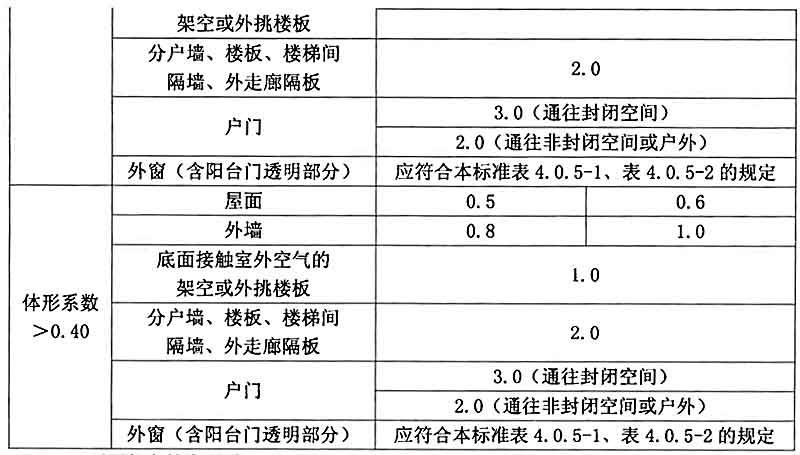 架空或外挑楼板
分户墙、楼板、楼梯间
隔墙、外走廊隔板
2.0
户门
3.0（通往封闭空间）
2.0（通往非封闭空间或户外）
外窗（含阳台门透明部分）
应符合本标准表 4.0.5-1、表 4.0.5-2 的规定
体形系数
＞0.40
屋面
0.5
0.6
外墙
0.8
1.0
底面接触室外空气的
架空或外挑楼板
1.0
分户墙、楼板、楼梯间
隔墙、外走廊隔板
2.0
户门
3.0（通往封闭空间）
2.0（通往非封闭空间或户外）
外窗（含阳台门透明部分）
应符合本标准表 4.0.5-1、表 4.0.5-2 的规定